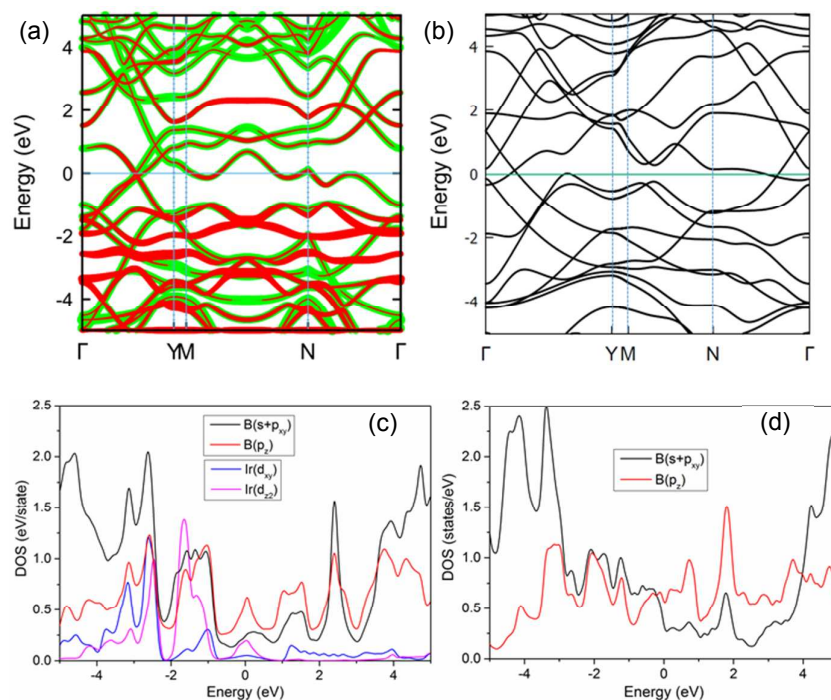 (a)
Energy (eV)
4
2
0
-2
-4
Γ
Y
M
N
Γ
(b)
Energy (eV)
4
2
0
-2
-4
Γ
Y
M
N
Γ
(c)
B(s+pxy)
B(pz)
Ir(dxy)
Ir(dz2)
DOS (eV/state)
2.5
2.0
1.5
1.0
0.5
0.0
-4
-2
0
2
4
Energy (eV)
(d)
B(s+pxy)
B(pz)
DOS (states/eV)
2.5
2.0
1.5
1.0
0.5
0.0
-4
-2
0
2
4
Energy (eV)